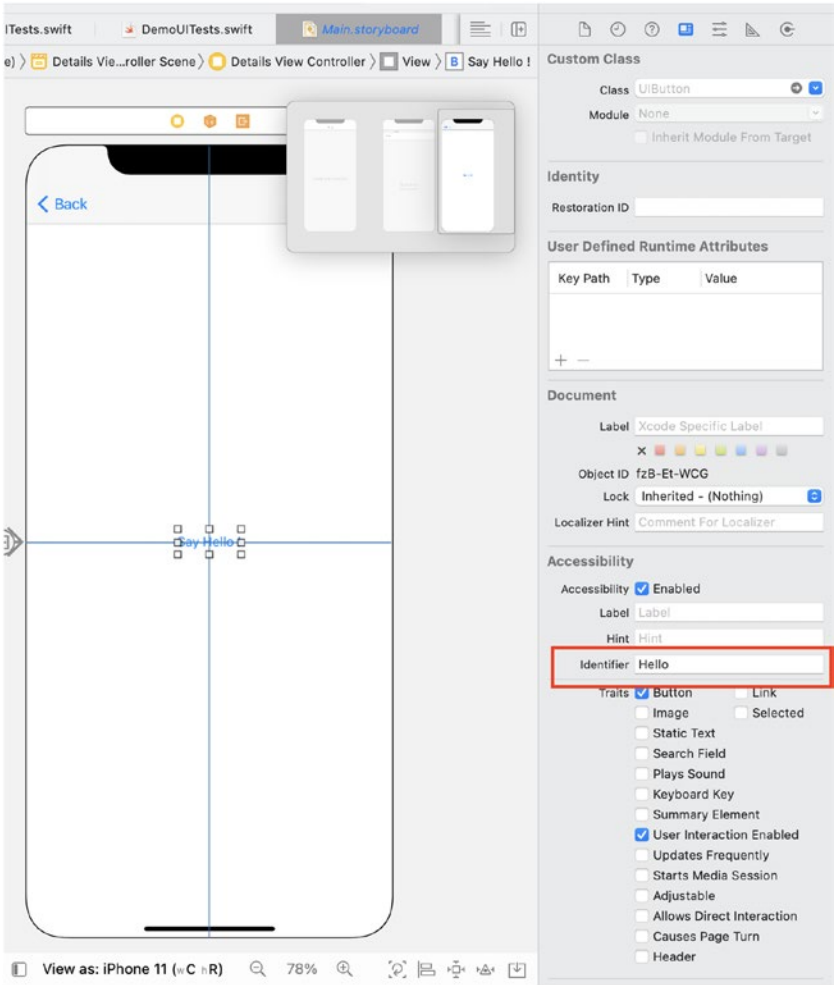 ITests.swift DemoUITests.swift Main.storyboard
e) Details Vie...roller Scene Details View Controller View B Say Hello !
Back
Say Hello
View as: iPhone 11 (wC hR) 78%
Custom Class
Class UIButton
Module None
Inherit Module From Target
Identity
Restoration ID
User Defined Runtime Attributes
Key Path Type Value
Document
Label Xcode Specific Label
Object ID fzB-Et-WCG
Lock Inherited - (Nothing)
Localizer Hint Comment For Localizer
Accessibility
Accessibility Enabled
Label Label
Hint Hint
Identifier Hello
Traits Button Link
Image Selected
Static Text
Search Field
Plays Sound
Keyboard Key
Summary Element
User Interaction Enabled
Updates Frequently
Starts Media Session
Adjustable
Allows Direct Interaction
Causes Page Turn
Header